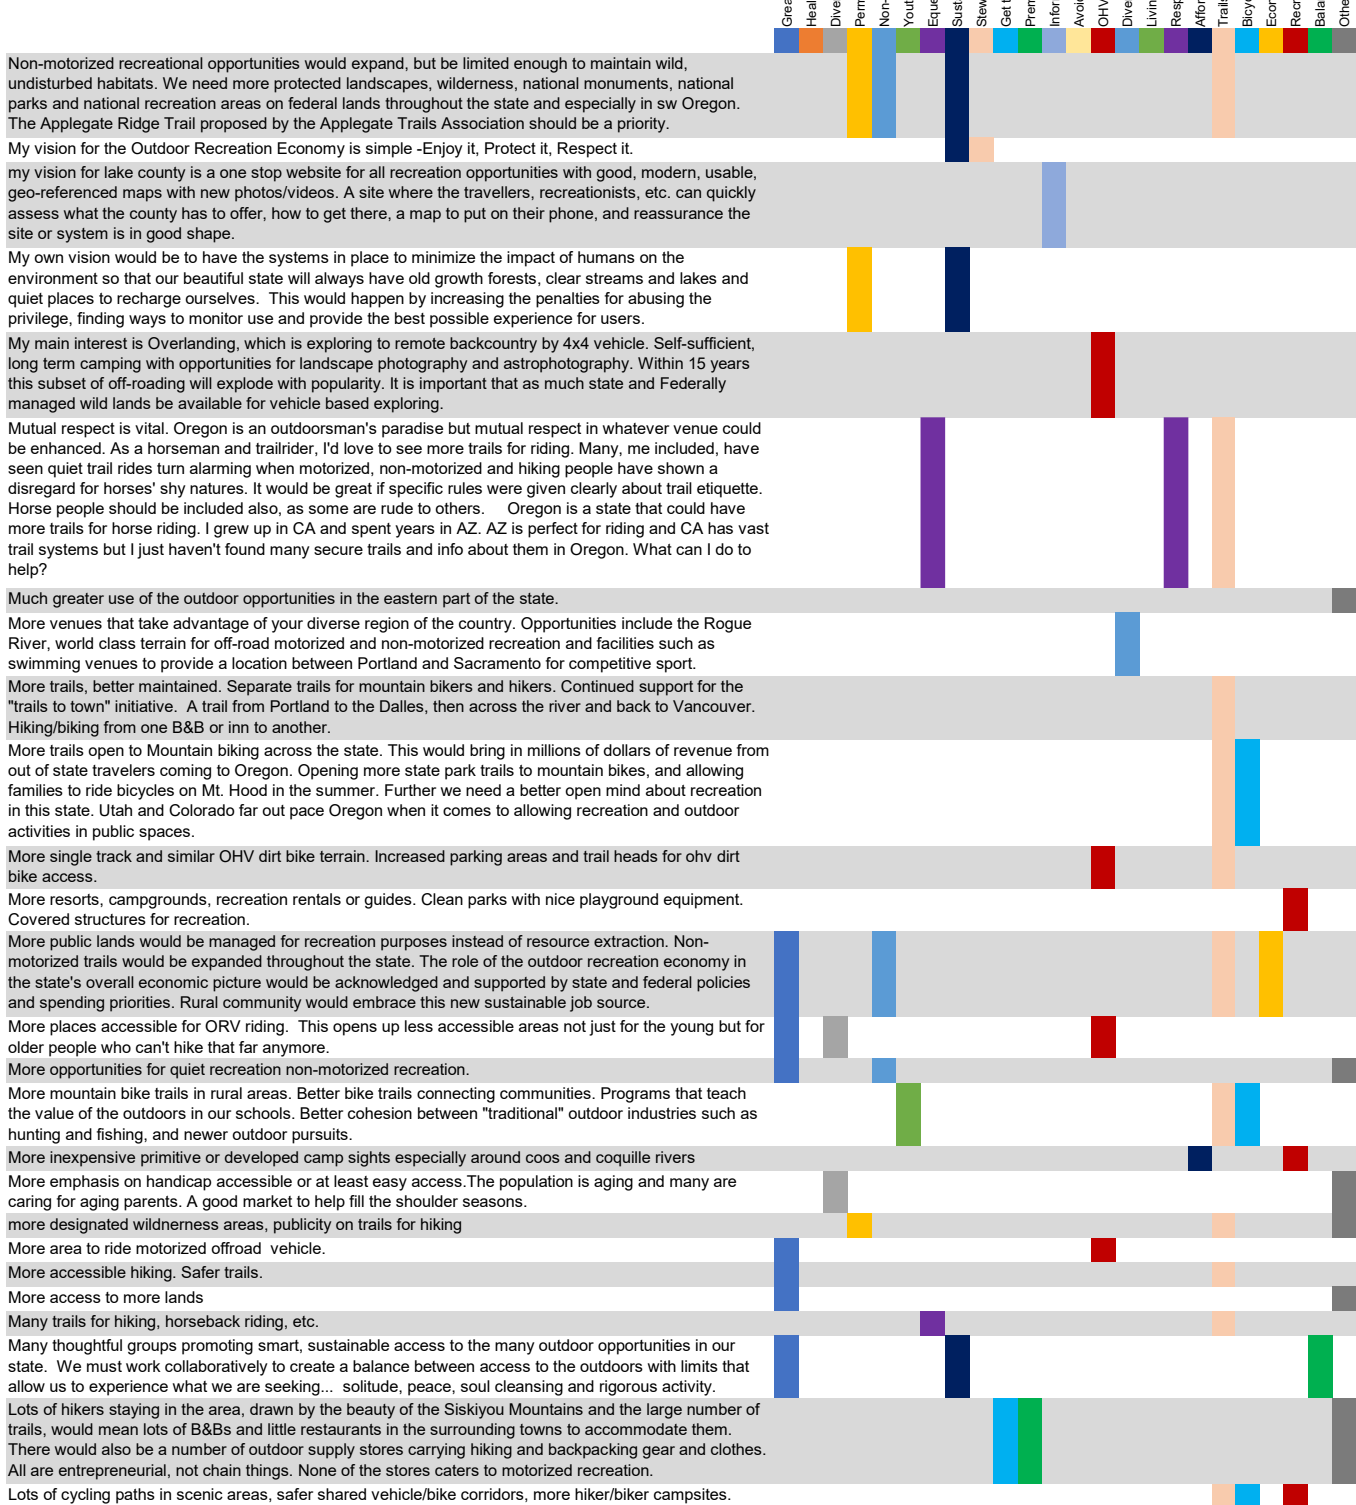 Grea
Heal
Dive
Perm
Non-
Yout
Eque
Sust
Stew
Get t
Prem
Inforr
Avoid
OHV
Dive
Livin
Resp
Affor
Trails
Bicyc
Econ
Recr
Bala
Othe
Non-motorized recreational opportunities would expand, but be limited enough to maintain wild,
undisturbed habitats. We need more protected landscapes, wilderness, national monuments, national
parks and national recreation areas on federal lands throughout the state and especially in sw Oregon.
The Applegate Ridge Trail proposed by the Applegate Trails Association should be a priority.
My vision for the Outdoor Recreation Economy is simple -Enjoy it, Protect it, Respect it.
my vision for lake county is a one stop website for all recreation opportunities with good, modern, usable,
geo-referenced maps with new photos/videos. A site where the travellers, recreationists, etc. can quickly
assess what the county has to offer, how to get there, a map to put on their phone, and reassurance the
site or system is in good shape.
My own vision would be to have the systems in place to minimize the impact of humans on the
environment so that our beautiful state will always have old growth forests, clear streams and lakes and
quiet places to recharge ourselves.  This would happen by increasing the penalties for abusing the
privilege, finding ways to monitor use and provide the best possible experience for users.
My main interest is Overlanding, which is exploring to remote backcountry by 4x4 vehicle. Self-sufficient,
long term camping with opportunities for landscape photography and astrophotography. Within 15 years
this subset of off-roading will explode with popularity. It is important that as much state and Federally
managed wild lands be available for vehicle based exploring.
Mutual respect is vital. Oregon is an outdoorsman's paradise but mutual respect in whatever venue could
be enhanced. As a horseman and trailrider, I'd love to see more trails for riding. Many, me included, have
seen quiet trail rides turn alarming when motorized, non-motorized and hiking people have shown a
disregard for horses' shy natures. It would be great if specific rules were given clearly about trail etiquette.
Horse people should be included also, as some are rude to others.     Oregon is a state that could have
more trails for horse riding. I grew up in CA and spent years in AZ. AZ is perfect for riding and CA has vast
trail systems but I just haven't found many secure trails and info about them in Oregon. What can I do to
help?
Much greater use of the outdoor opportunities in the eastern part of the state.
More venues that take advantage of your diverse region of the country. Opportunities include the Rogue
River, world class terrain for off-road motorized and non-motorized recreation and facilities such as
swimming venues to provide a location between Portland and Sacramento for competitive sport.
More trails, better maintained. Separate trails for mountain bikers and hikers. Continued support for the
"trails to town" initiative.  A trail from Portland to the Dalles, then across the river and back to Vancouver.
Hiking/biking from one B&B or inn to another.
More trails open to Mountain biking across the state. This would bring in millions of dollars of revenue from
out of state travelers coming to Oregon. Opening more state park trails to mountain bikes, and allowing
families to ride bicycles on Mt. Hood in the summer. Further we need a better open mind about recreation
in this state. Utah and Colorado far out pace Oregon when it comes to allowing recreation and outdoor
activities in public spaces.
More single track and similar OHV dirt bike terrain. Increased parking areas and trail heads for ohv dirt
bike access.
More resorts, campgrounds, recreation rentals or guides. Clean parks with nice playground equipment.
Covered structures for recreation.
More public lands would be managed for recreation purposes instead of resource extraction. Non-
motorized trails would be expanded throughout the state. The role of the outdoor recreation economy in
the state's overall economic picture would be acknowledged and supported by state and federal policies
and spending priorities. Rural community would embrace this new sustainable job source.
More places accessible for ORV riding.  This opens up less accessible areas not just for the young but for
older people who can't hike that far anymore.
More opportunities for quiet recreation non-motorized recreation.
More mountain bike trails in rural areas. Better bike trails connecting communities. Programs that teach
the value of the outdoors in our schools. Better cohesion between "traditional" outdoor industries such as
hunting and fishing, and newer outdoor pursuits.
More inexpensive primitive or developed camp sights especially around coos and coquille rivers
More emphasis on handicap accessible or at least easy access.The population is aging and many are
caring for aging parents. A good market to help fill the shoulder seasons.
more designated wildnerness areas, publicity on trails for hiking
More area to ride motorized offroad  vehicle.
More accessible hiking. Safer trails.
More access to more lands
Many trails for hiking, horseback riding, etc.
Many thoughtful groups promoting smart, sustainable access to the many outdoor opportunities in our
state.  We must work collaboratively to create a balance between access to the outdoors with limits that
allow us to experience what we are seeking...  solitude, peace, soul cleansing and rigorous activity.
Lots of hikers staying in the area, drawn by the beauty of the Siskiyou Mountains and the large number of
trails, would mean lots of B&Bs and little restaurants in the surrounding towns to accommodate them.
There would also be a number of outdoor supply stores carrying hiking and backpacking gear and clothes.
All are entrepreneurial, not chain things. None of the stores caters to motorized recreation.
Lots of cycling paths in scenic areas, safer shared vehicle/bike corridors, more hiker/biker campsites.